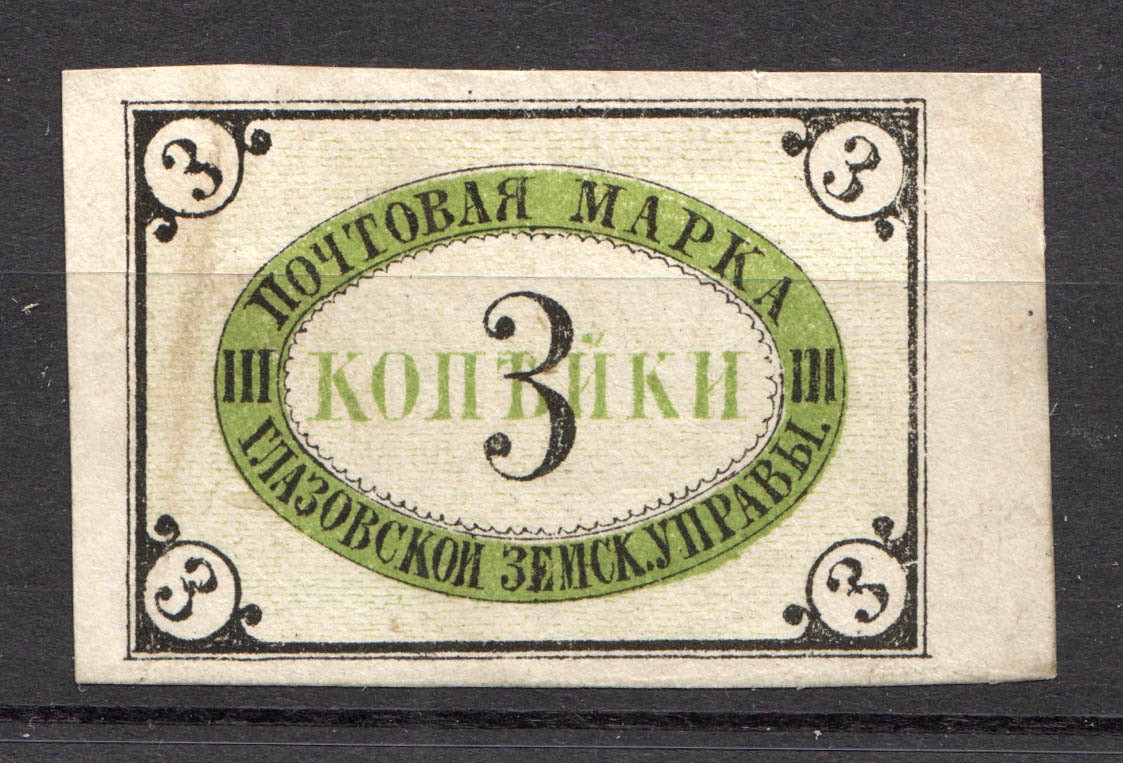 3 3
ПОЧТОВАЯ МАРКА
III III
3
КОПѢЙКИ
ГЛАЗОВСКОЙ ЗЕМСК. УПРАВЫ.
3 3